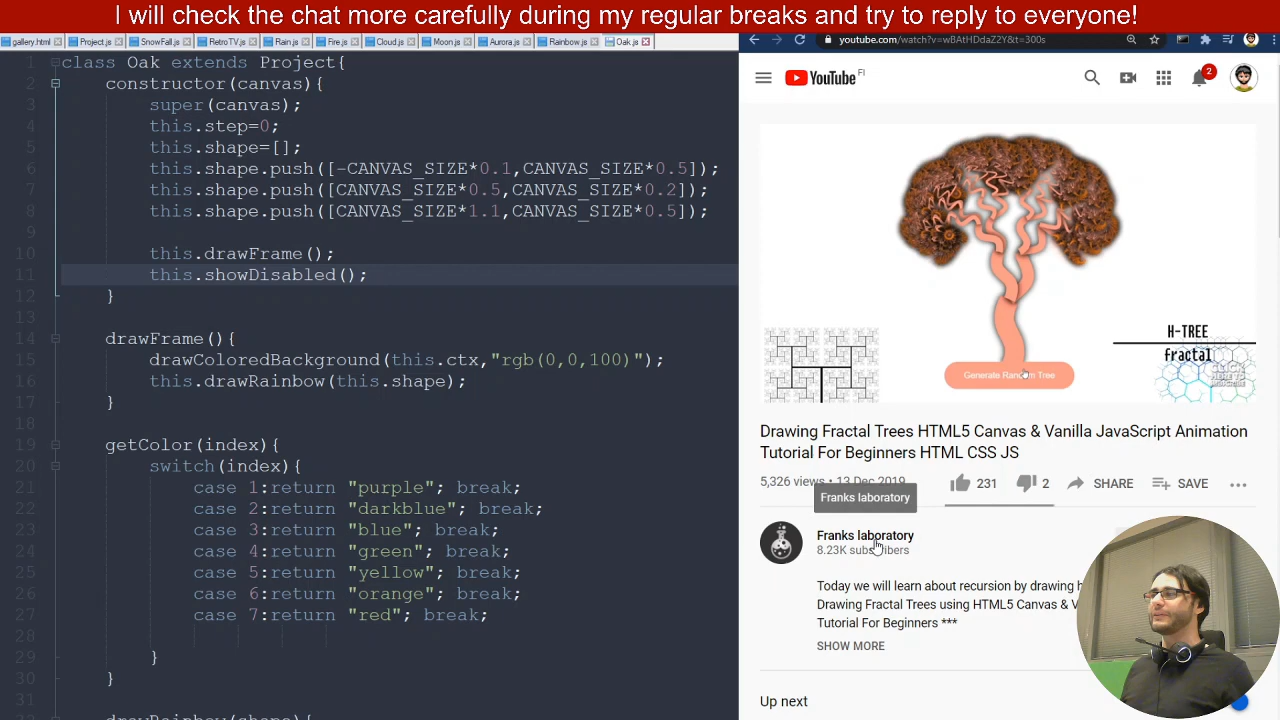 I will check the chat more carefully during my regular breaks and try to reply to everyone!
gallery.html Project.js SnowFall.js RetroTV.js Rain.js Fire.js Cloud.js Moon.js Aurora.js Rainbow.js Oak.js
youtube.com/watch?v=wBAtHDdaZ2Y&t=300s
1 class Oak extends Project{
2 constructor(canvas){
3 super(canvas);
4 this.step=0;
5 this.shape=[];
6 this.shape.push([-CANVAS_SIZE*0.1,CANVAS_SIZE*0.5]);
7 this.shape.push([CANVAS_SIZE*0.5,CANVAS_SIZE*0.2]);
8 this.shape.push([CANVAS_SIZE*1.1,CANVAS_SIZE*0.5]);
9
10 this.drawFrame();
11 this.showDisabled();
12 }
13
14 drawFrame(){
15 drawColoredBackground(this.ctx,"rgb(0,0,100)");
16 this.drawRainbow(this.shape);
17 }
18
19 getColor(index){
20 switch(index){
21 case 1:return "purple"; break;
22 case 2:return "darkblue"; break;
23 case 3:return "blue"; break;
24 case 4:return "green"; break;
25 case 5:return "yellow"; break;
26 case 6:return "orange"; break;
27 case 7:return "red"; break;
28
29 }
30 }
31
YouTube FI
2
H-TREE
fractal
Generate Random Tree
Drawing Fractal Trees HTML5 Canvas & Vanilla JavaScript Animation
Tutorial For Beginners HTML CSS JS
5,326 views • 13 Dec 2019
231 2 SHARE SAVE
Franks laboratory
Franks laboratory
8.23K subscribers
Today we will learn about recursion by drawing
Drawing Fractal Trees using HTML5 Canvas &
Tutorial For Beginners ***
SHOW MORE
Up next